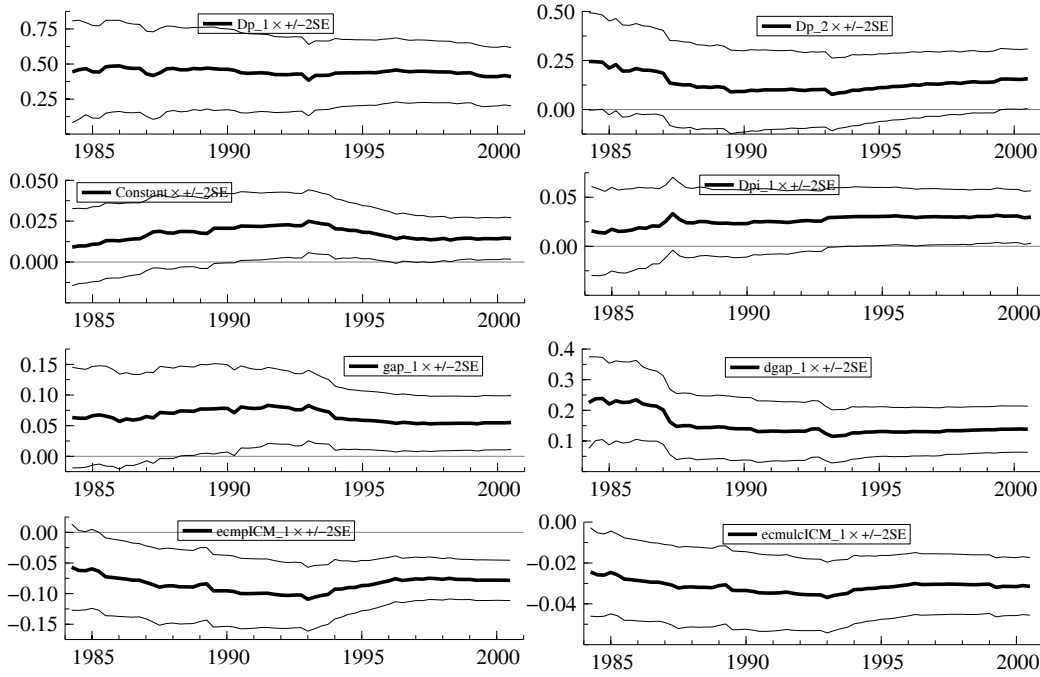 Dp_1 × +/−2SE
0.75
0.50
0.25
1985 1990 1995 2000
Dp_2 × +/−2SE
0.50
0.25
0.00
1985 1990 1995 2000
Constant × +/−2SE
0.050
0.025
0.000
1985 1990 1995 2000
Dpi_1 × +/−2SE
0.05
0.00
1985 1990 1995 2000
gap_1 × +/−2SE
0.15
0.10
0.05
0.00
1985 1990 1995 2000
dgap_1 × +/−2SE
0.4
0.3
0.2
0.1
1985 1990 1995 2000
ecmpICM_1 × +/−2SE
0.00
−0.05
−0.10
−0.15
1985 1990 1995 2000
ecmulcICM_1 × +/−2SE
0.00
−0.02
−0.04
1985 1990 1995 2000